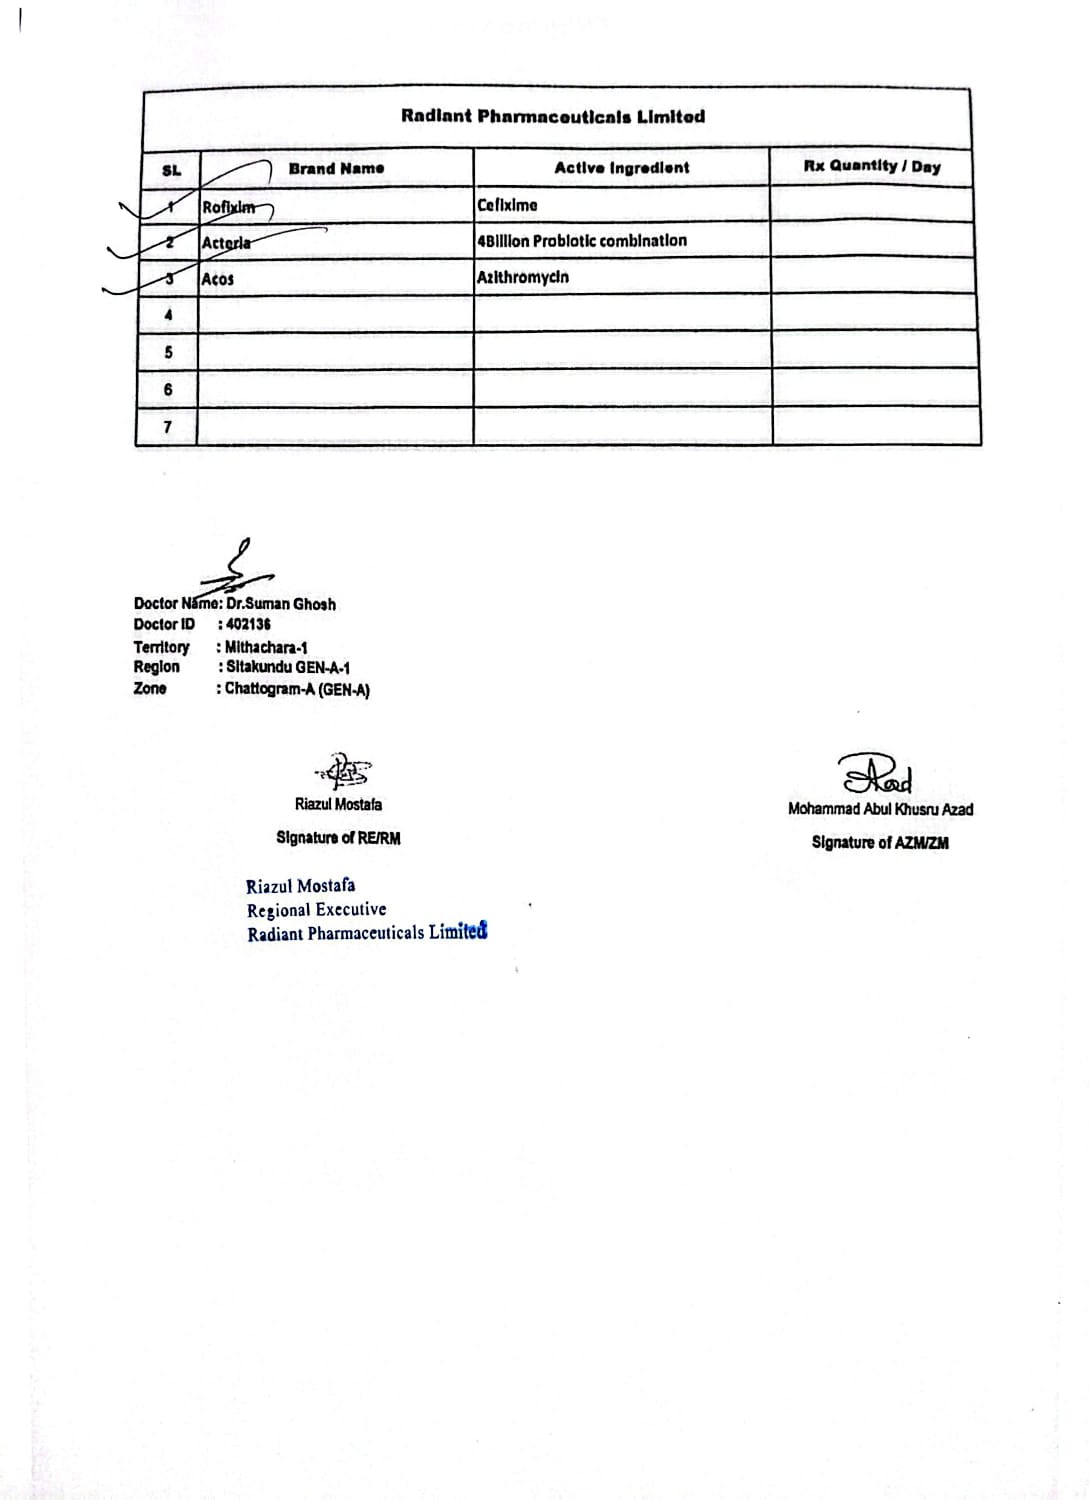 Radiant Pharmaceuticals Limited
SL Brand Name Active Ingredient Rx Quantity / Day
1 Rofixim Cefixime
2 Acteria 4Billion Probiotic combination
3 Acos Azithromycin
4
5
6
7
Doctor Name: Dr.Suman Ghosh
Doctor ID : 402136
Territory : Mithachara-1
Region : Sitakundu GEN-A-1
Zone : Chattogram-A (GEN-A)
Azad
Riazul Mostafa Mohammad Abul Khusru Azad
Signature of RE/RM Signature of AZM/ZM
Riazul Mostafa
Regional Executive
Radiant Pharmaceuticals Limited